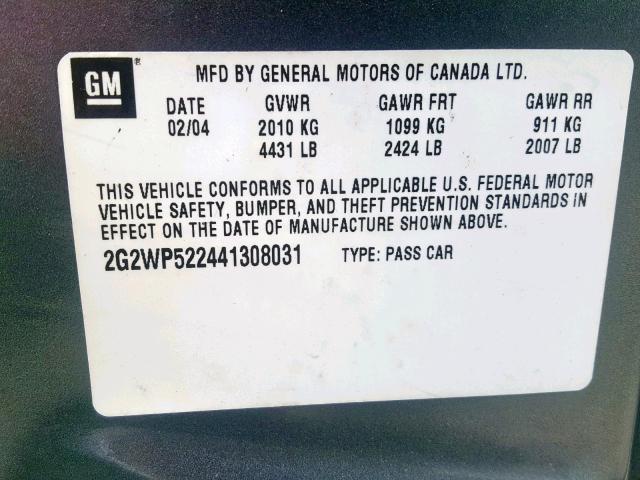 GM
MFD BY GENERAL MOTORS OF CANADA LTD.
DATE GVWR GAWR FRT GAWR RR
02/04 2010 KG 1099 KG 911 KG
4431 LB 2424 LB 2007 LB
THIS VEHICLE CONFORMS TO ALL APPLICABLE U.S. FEDERAL MOTOR
VEHICLE SAFETY, BUMPER, AND THEFT PREVENTION STANDARDS IN
EFFECT ON THE DATE OF MANUFACTURE SHOWN ABOVE.
2G2WP522441308031 TYPE: PASS CAR